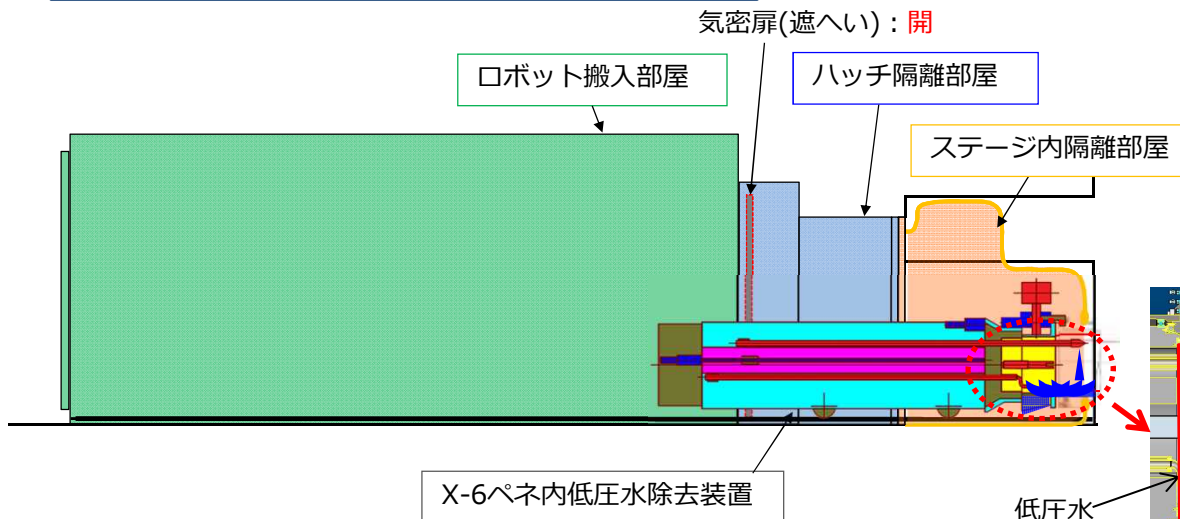 気密扉(遮へい)：開
ロボット搬入部屋
ハッチ隔離部屋
ステージ内隔離部屋
X-6ペネ内低圧水除去装置
低圧水